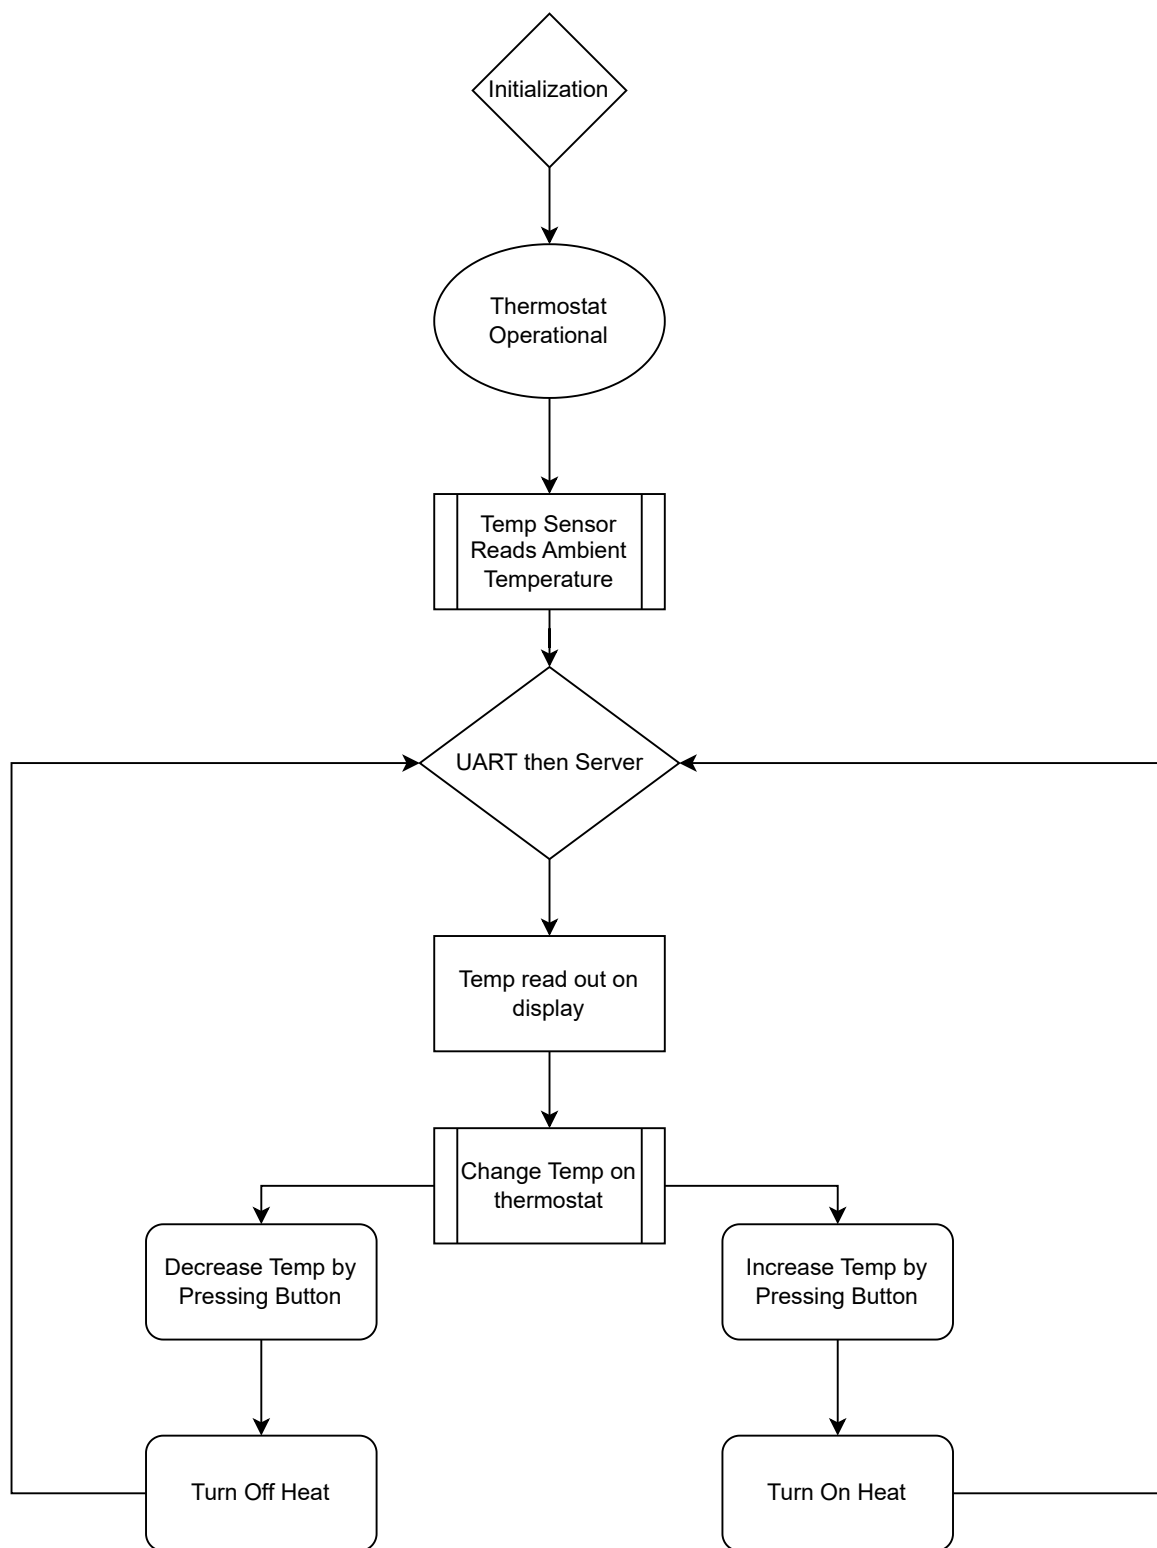 Initialization
Thermostat
Operational
Temp Sensor
Reads Ambient
Temperature
UART then Server
Temp read out on
display
Change Temp on
thermostat
Decrease Temp by
Pressing Button
Increase Temp by
Pressing Button
Turn Off Heat
Turn On Heat